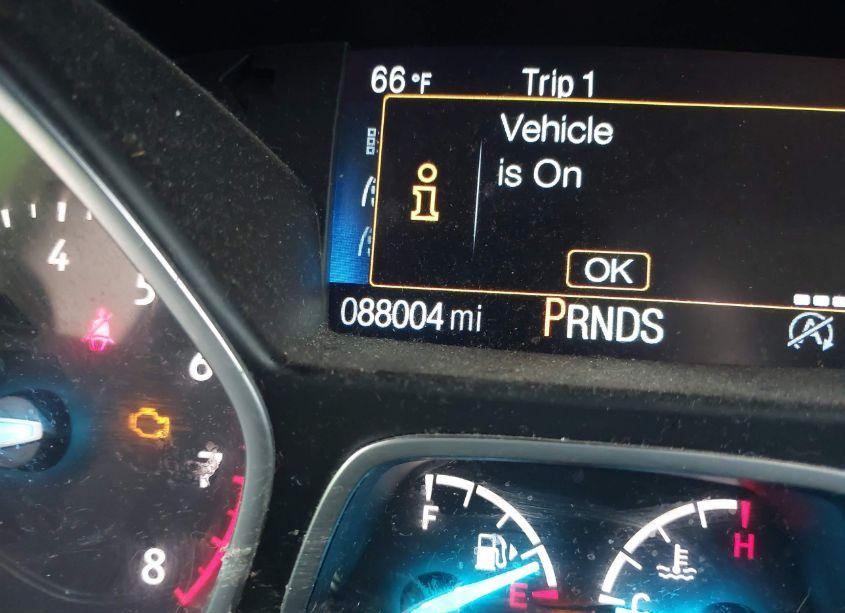 66 °F Trip 1
Vehicle
is On
OK
088004 mi PRNDS
4
5
6
7
8
F
E
H
C
A